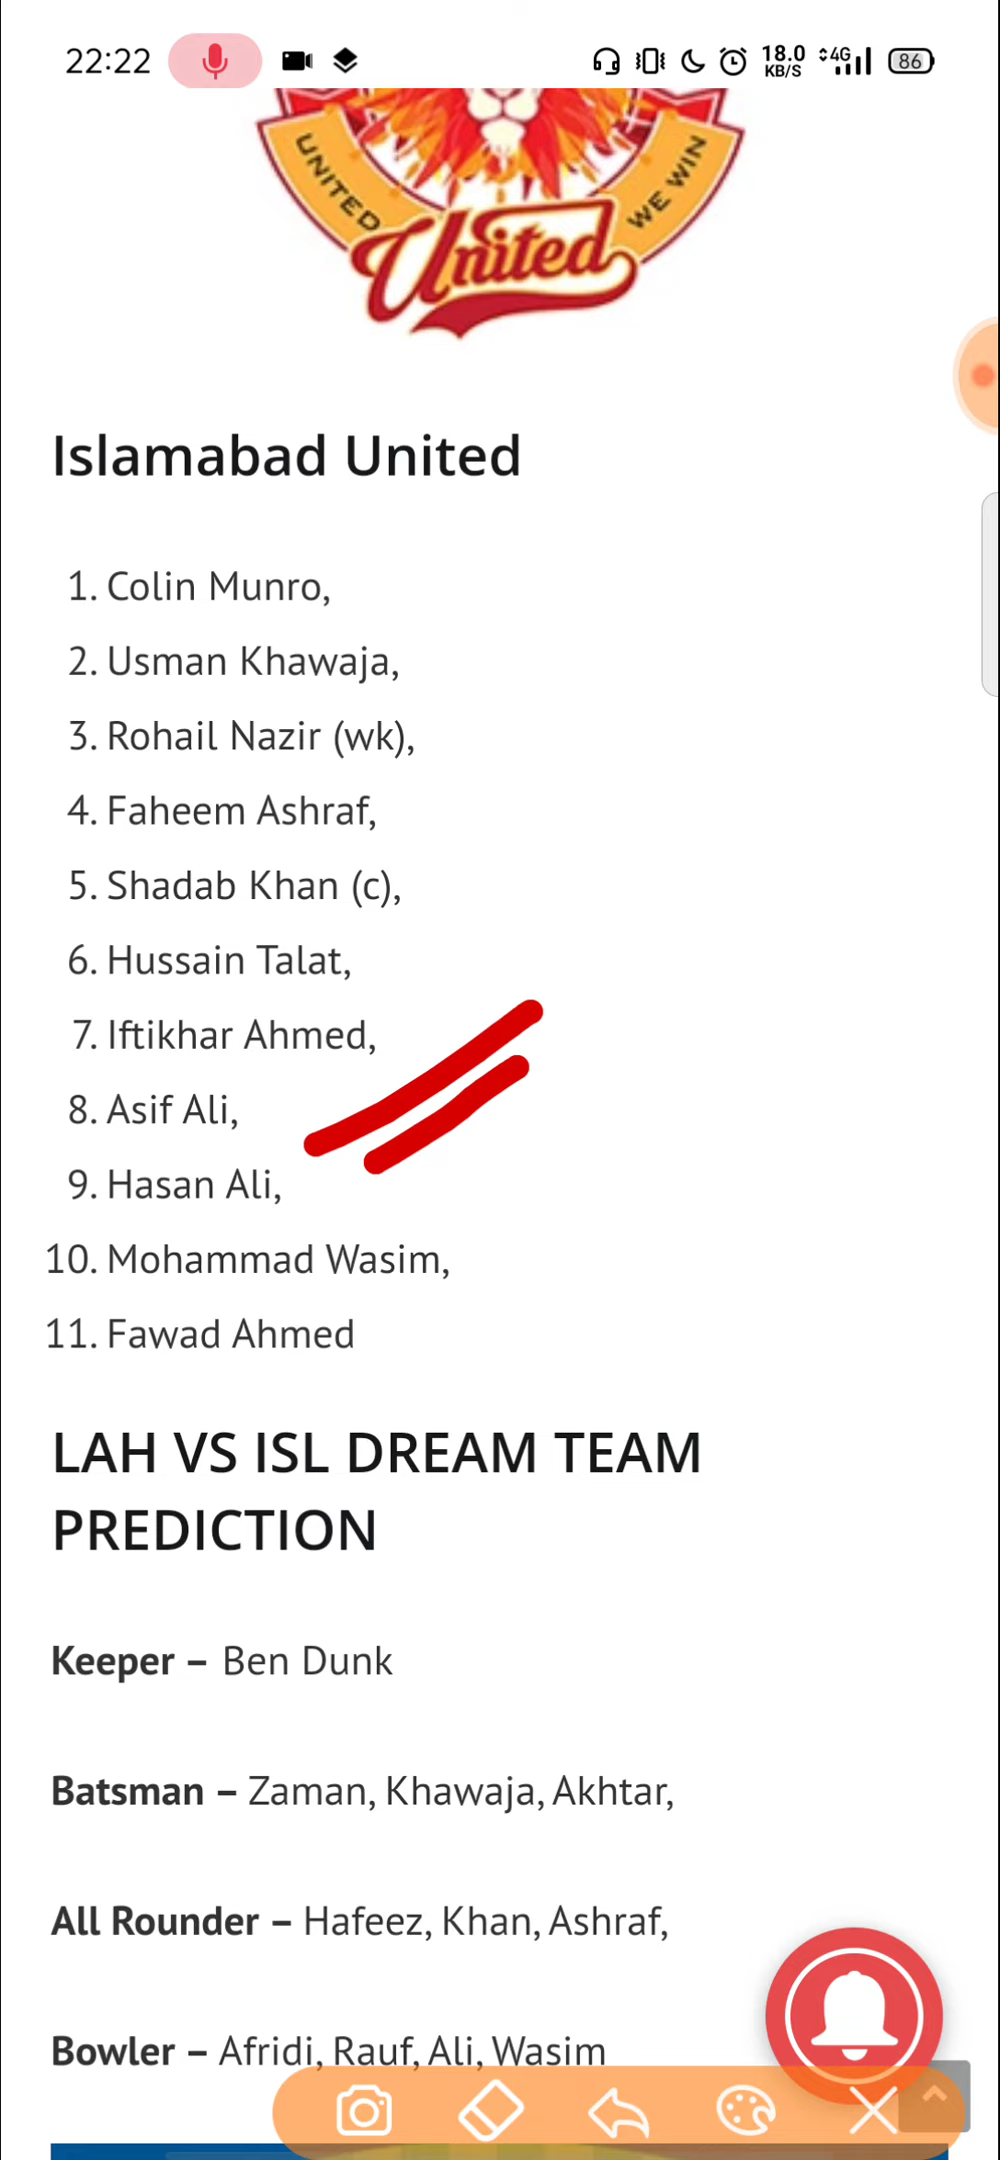 22:22
18.0
KB/S
4G
86
UNITED
WE WIN
United
Islamabad United
1. Colin Munro,
2. Usman Khawaja,
3. Rohail Nazir (wk),
4. Faheem Ashraf,
5. Shadab Khan (c),
6. Hussain Talat,
7. Iftikhar Ahmed,
8. Asif Ali,
9. Hasan Ali,
10. Mohammad Wasim,
11. Fawad Ahmed
LAH VS ISL DREAM TEAM
PREDICTION
Keeper – Ben Dunk
Batsman – Zaman, Khawaja, Akhtar,
All Rounder – Hafeez, Khan, Ashraf,
Bowler – Afridi, Rauf, Ali, Wasim